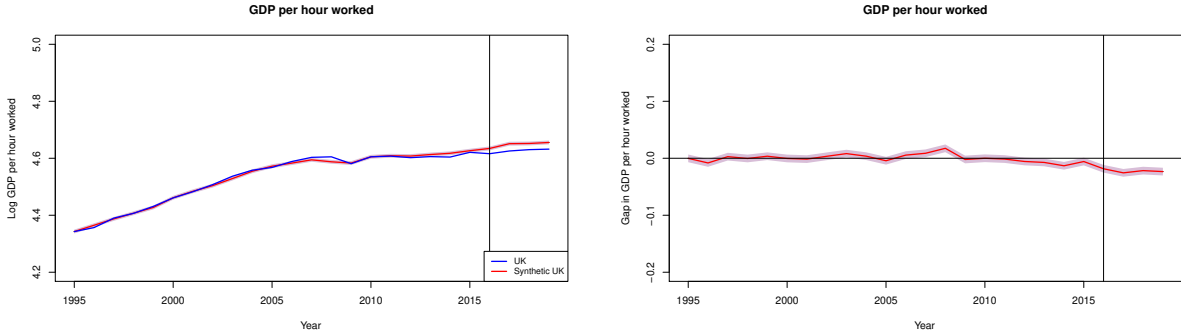 GDP per hour worked
Log GDP per hour worked
5.0
4.8
4.6
4.4
4.2
1995 2000 2005 2010 2015
Year
UK
Synthetic UK
GDP per hour worked
Gap in GDP per hour worked
0.2
0.1
0.0
−0.1
−0.2
1995 2000 2005 2010 2015
Year